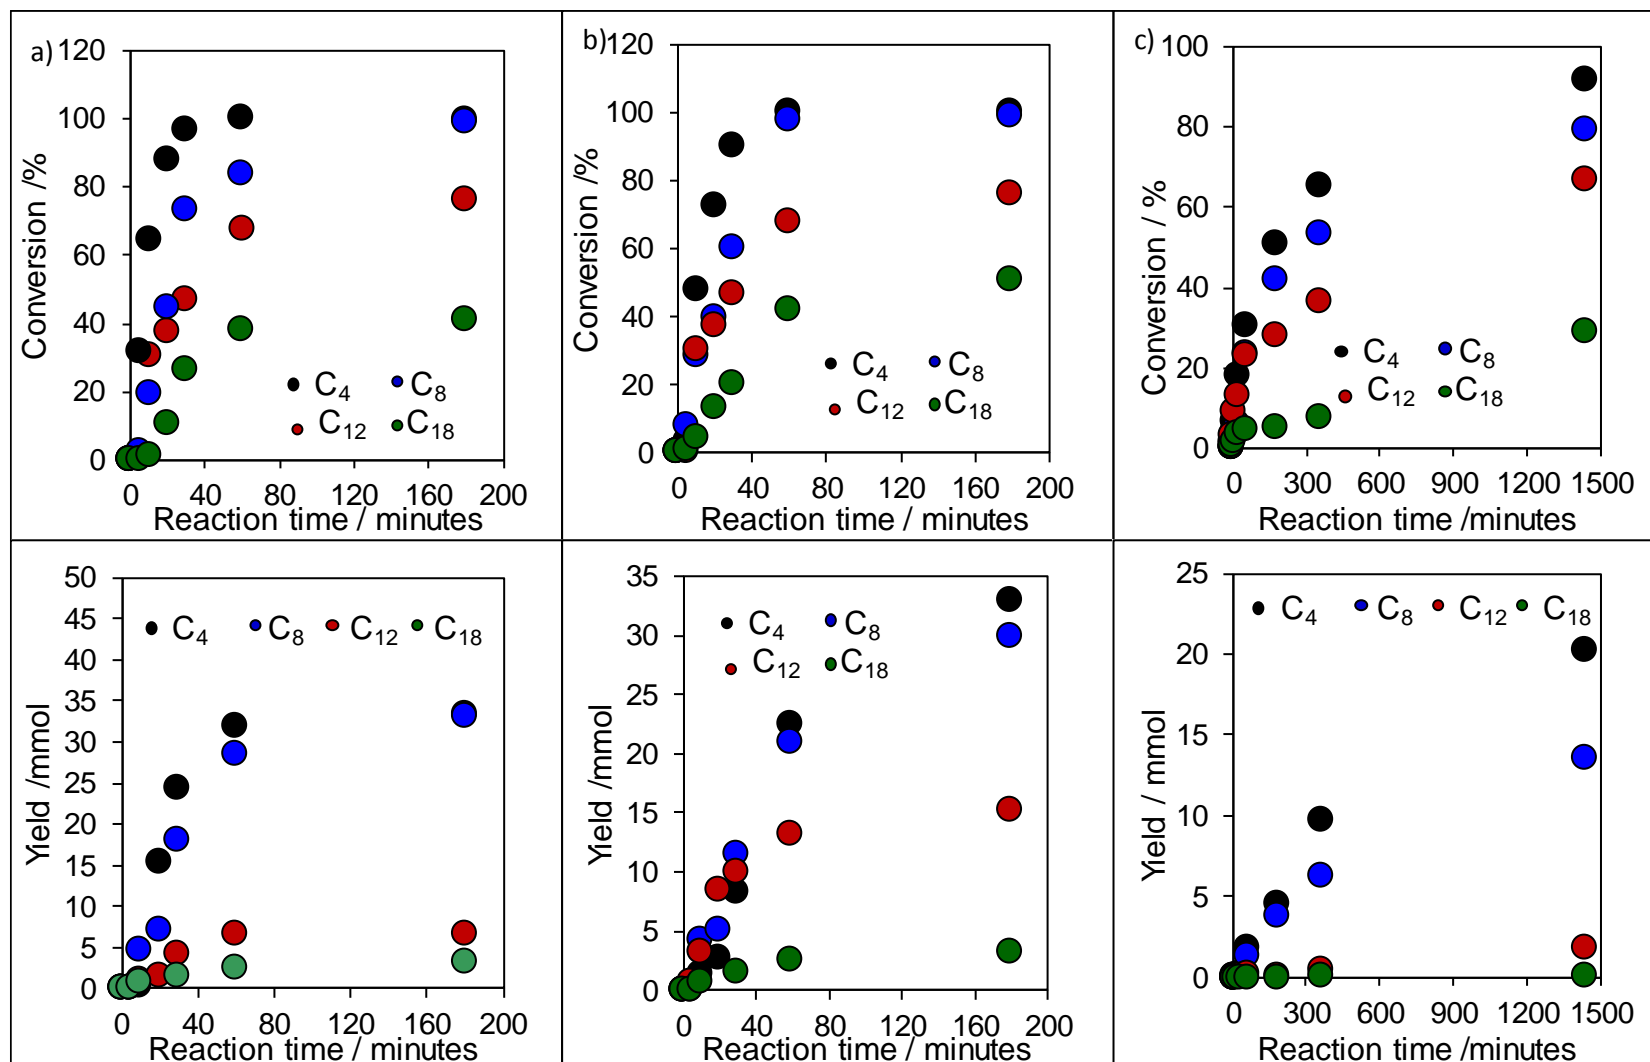 a)
120
100
80
60
40
20
0
Conversion /%
C4 C8
C12 C18
0 40 80 120 160 200
Reaction time / minutes
b)
120
100
80
60
40
20
0
Conversion /%
C4 C8
C12 C18
0 40 80 120 160 200
Reaction time / minutes
c)
100
80
60
40
20
0
Conversion / %
C4 C8
C12 C18
0 300 600 900 1200 1500
Reaction time /minutes
50
45
40
35
30
25
20
15
10
5
0
Yield /mmol
C4 C8 C12 C18
0 40 80 120 160 200
Reaction time / minutes
35
30
25
20
15
10
5
0
Yield /mmol
C4 C8
C12 C18
0 40 80 120 160 200
Reaction time / minutes
25
20
15
10
5
0
Yield / mmol
C4 C8 C12 C18
0 300 600 900 1200 1500
Reaction time /minutes